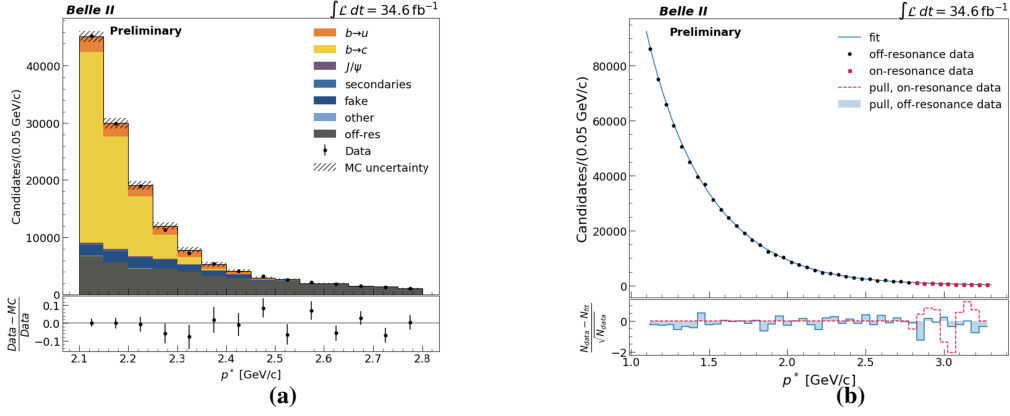 Belle II
∫ℒ dt = 34.6 fb⁻¹
Preliminary
b→u
b→c
J/ψ
secondaries
fake
other
off-res
Data
MC uncertainty
Candidates/(0.05 GeV/c)
40000
30000
20000
10000
0
Data − MC
Data
0.1
0.0
−0.1
2.1 2.2 2.3 2.4 2.5 2.6 2.7 2.8
p* [GeV/c]
(a)
Belle II
∫ℒ dt = 34.6 fb⁻¹
Preliminary
fit
off-resonance data
on-resonance data
pull, on-resonance data
pull, off-resonance data
Candidates/(0.05 GeV/c)
80000
60000
40000
20000
0
N_data − N_fit
√N_data
0
−2
1.0 1.5 2.0 2.5 3.0
p* [GeV/c]
(b)